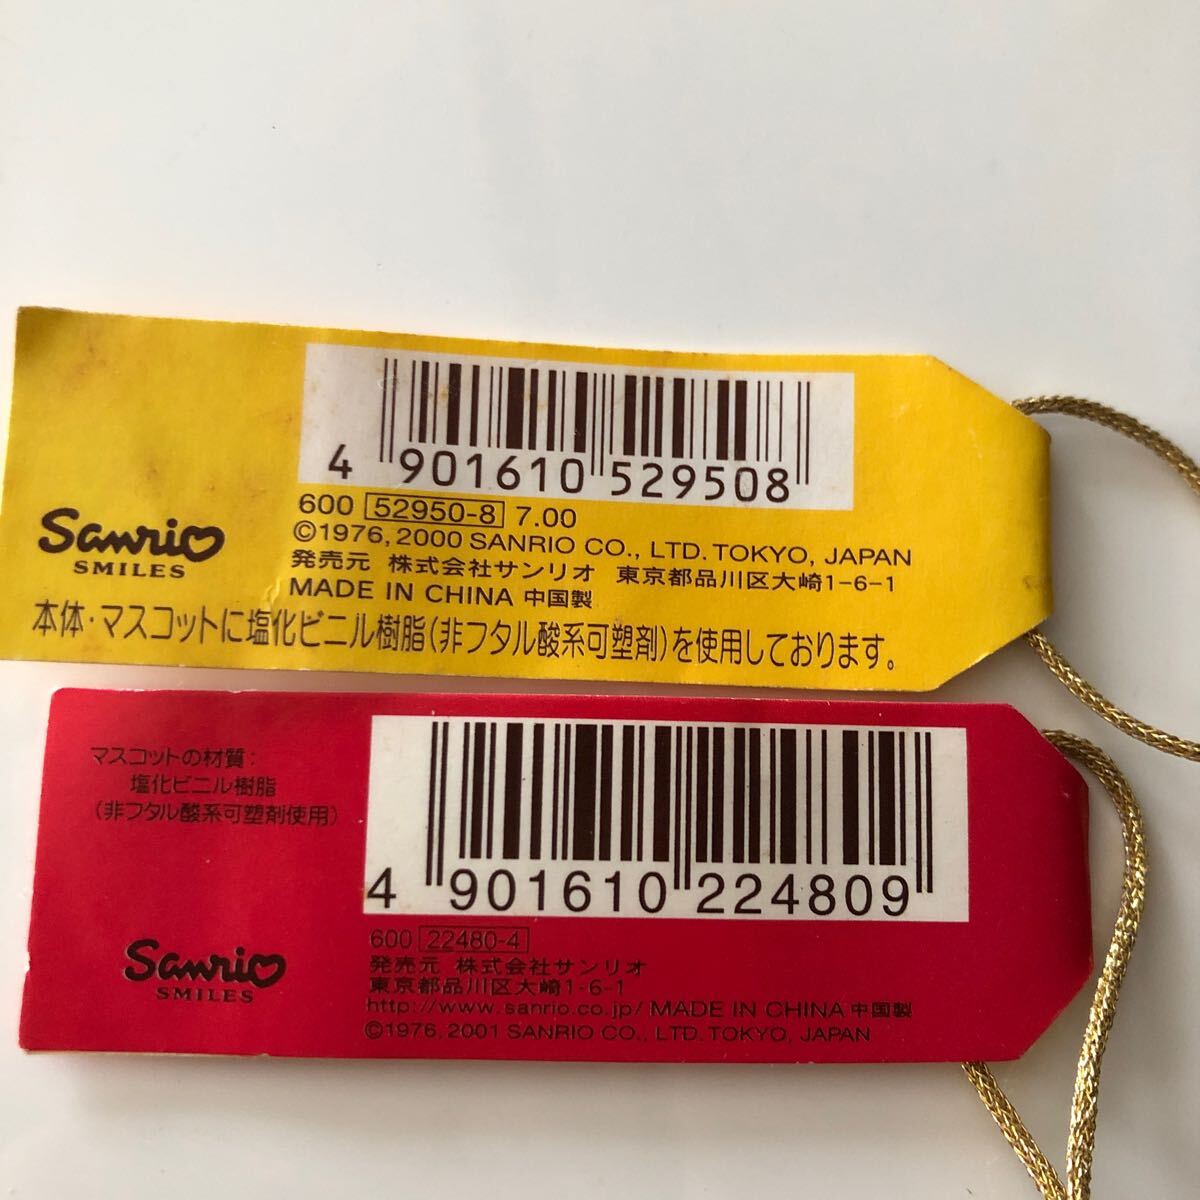 4 901610 529508
600 52950-8 7.00
©1976, 2000 SANRIO CO., LTD. TOKYO, JAPAN
発売元 株式会社サンリオ 東京都品川区大崎1-6-1
MADE IN CHINA 中国製
Sanrio
SMILES
本体・マスコットに塩化ビニル樹脂(非フタル酸系可塑剤)を使用しております。
マスコットの材質:
塩化ビニル樹脂
(非フタル酸系可塑剤使用)
4 901610 224809
600 22480-4
発売元 株式会社サンリオ
東京都品川区大崎1-6-1
http://www.sanrio.co.jp/ MADE IN CHINA 中国製
©1976, 2001 SANRIO CO., LTD. TOKYO, JAPAN
Sanrio
SMILES